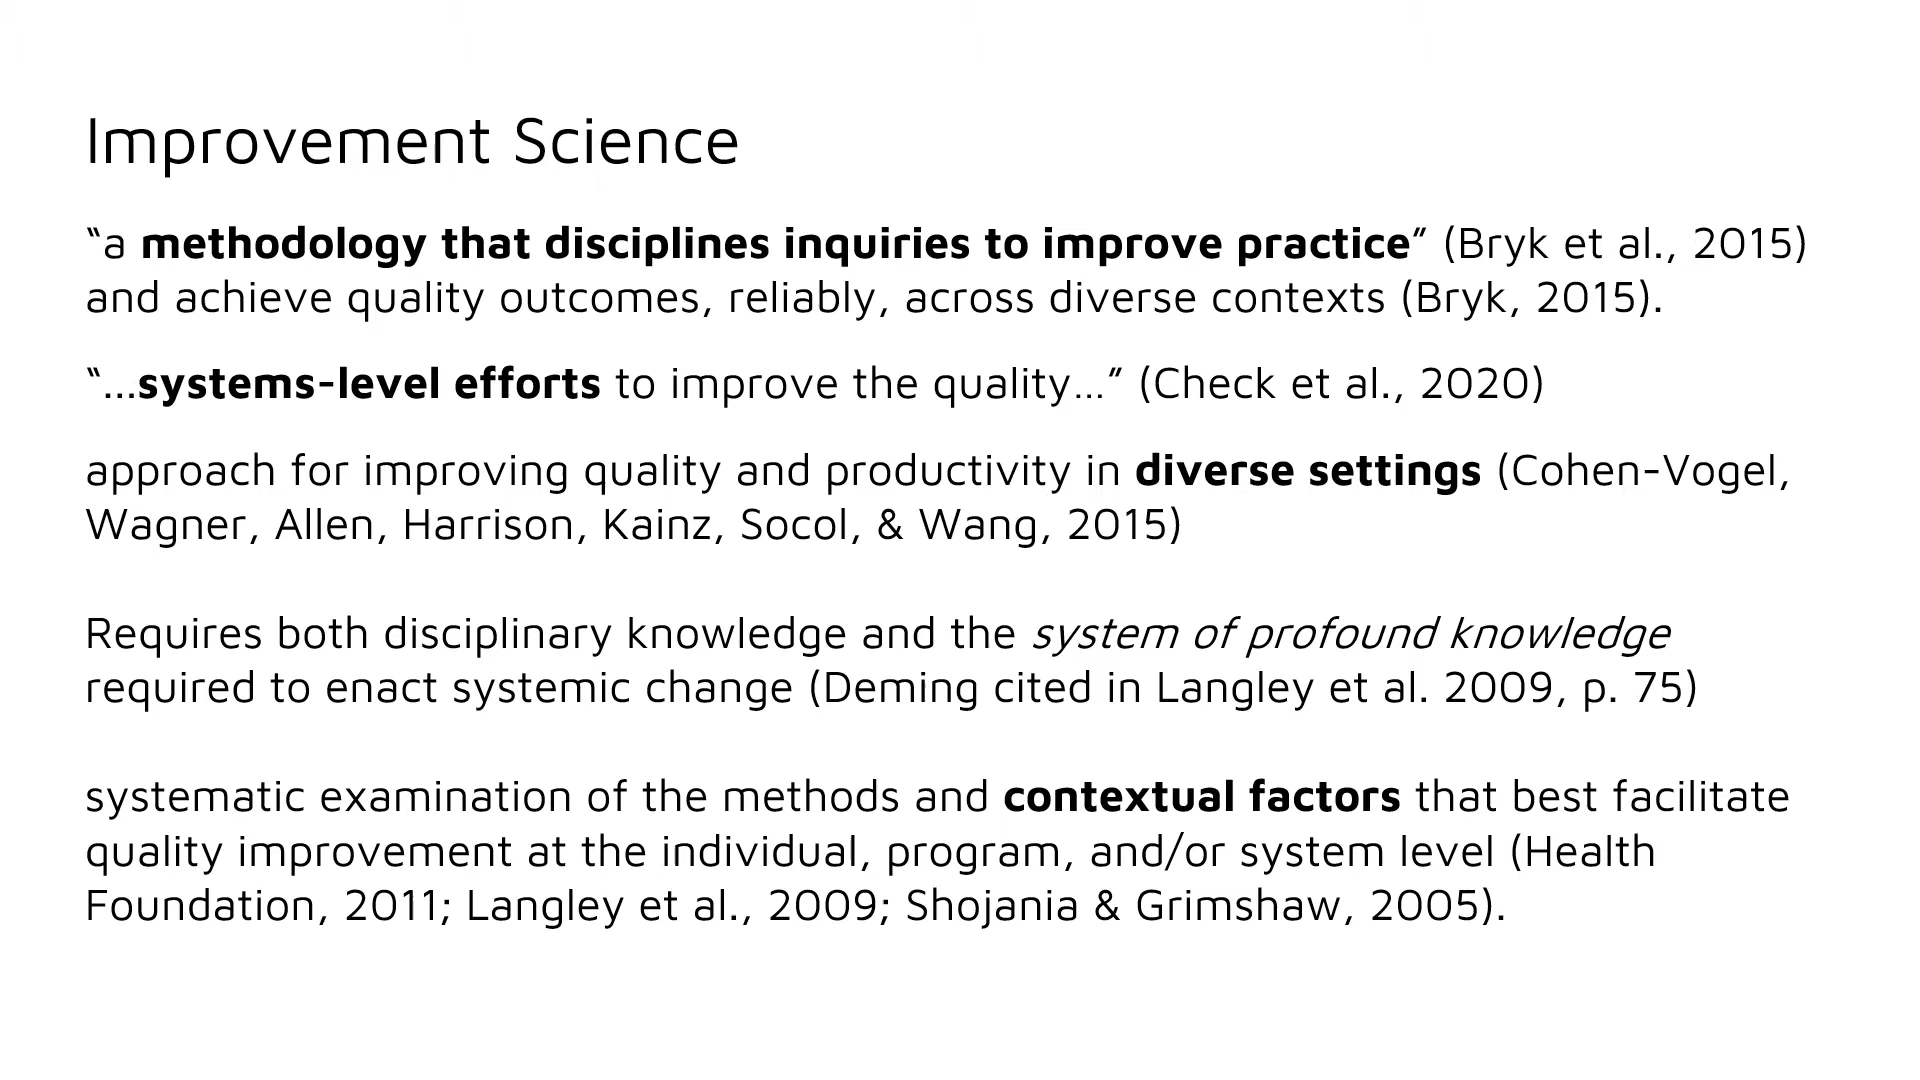 Improvement Science
“a methodology that disciplines inquiries to improve practice” (Bryk et al., 2015)
and achieve quality outcomes, reliably, across diverse contexts (Bryk, 2015).
“...systems-level efforts to improve the quality…” (Check et al., 2020)
approach for improving quality and productivity in diverse settings (Cohen-Vogel,
Wagner, Allen, Harrison, Kainz, Socol, & Wang, 2015)
Requires both disciplinary knowledge and the system of profound knowledge
required to enact systemic change (Deming cited in Langley et al. 2009, p. 75)
systematic examination of the methods and contextual factors that best facilitate
quality improvement at the individual, program, and/or system level (Health
Foundation, 2011; Langley et al., 2009; Shojania & Grimshaw, 2005).